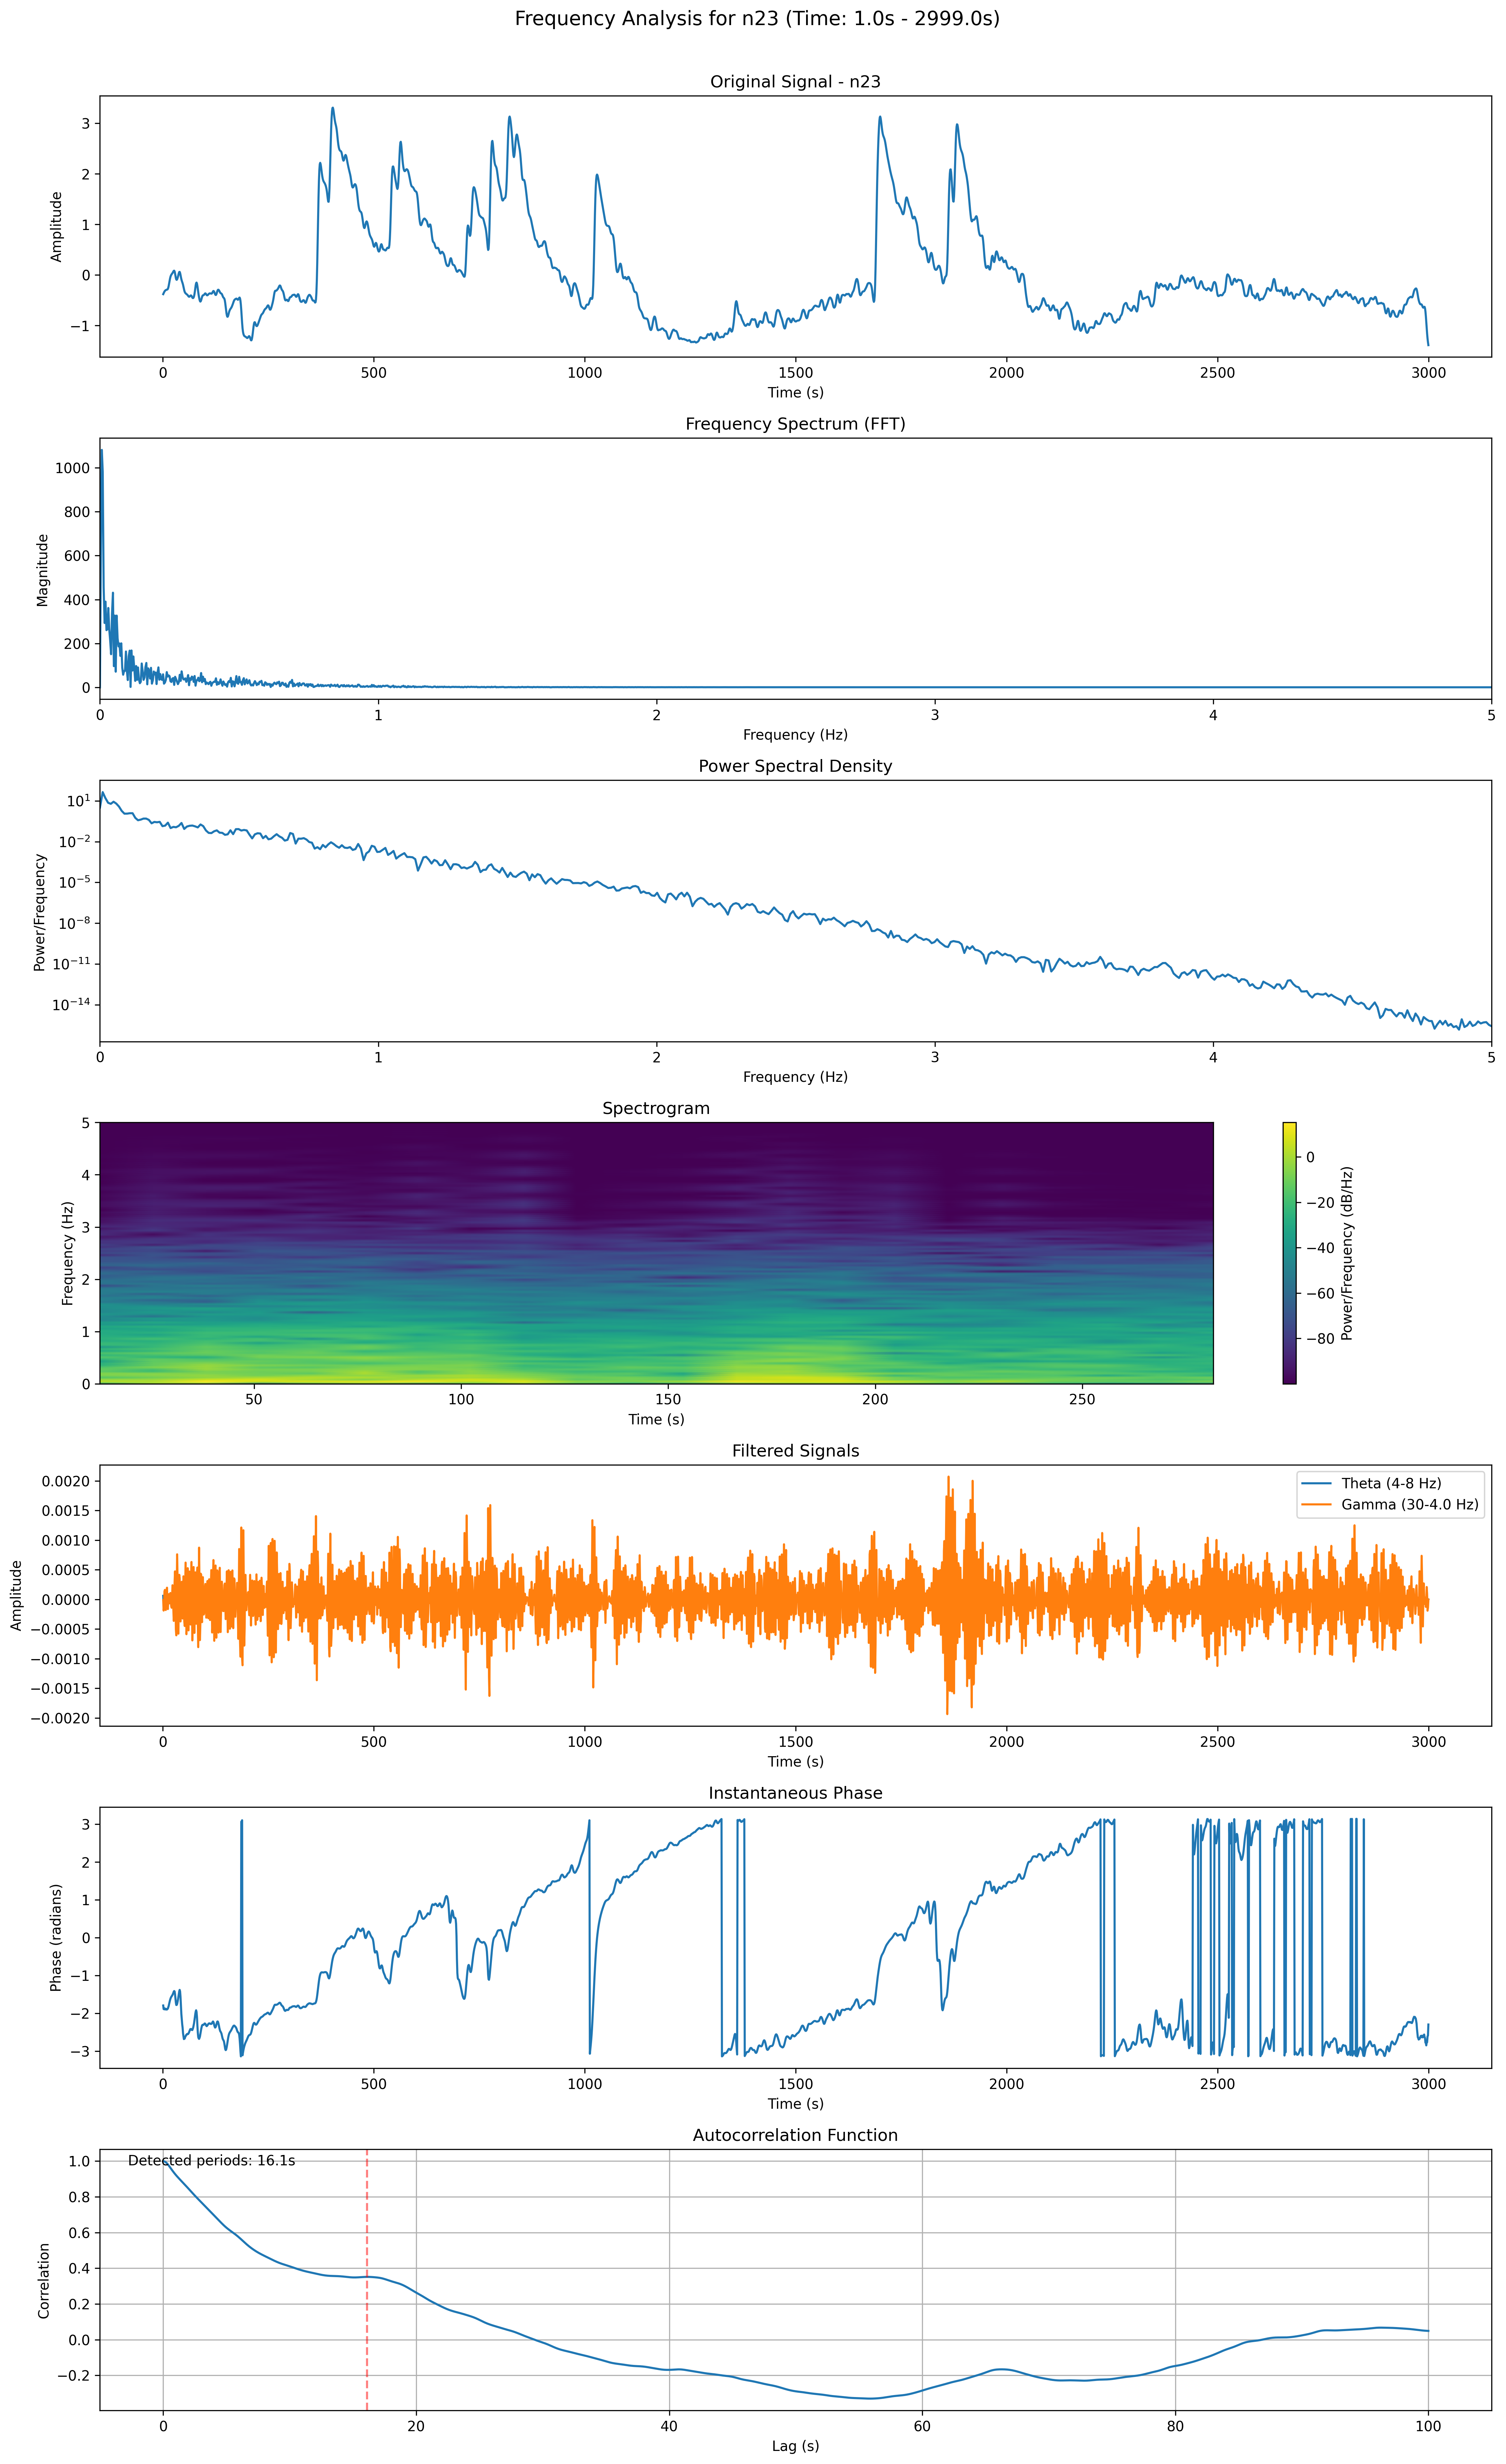 Frequency Analysis for n23 (Time: 1.0s - 2999.0s)
Original Signal - n23
Amplitude
3
2
1
0
−1
0 500 1000 1500 2000 2500 3000
Time (s)
Frequency Spectrum (FFT)
Magnitude
1000
800
600
400
200
0
0 1 2 3 4 5
Frequency (Hz)
Power Spectral Density
Power/Frequency
10¹
10⁻²
10⁻⁵
10⁻⁸
10⁻¹¹
10⁻¹⁴
0 1 2 3 4 5
Frequency (Hz)
Spectrogram
Frequency (Hz)
5
4
3
2
1
0
50 100 150 200 250
Time (s)
0
−20
−40
−60
−80
Power/Frequency (dB/Hz)
Filtered Signals
Theta (4-8 Hz)
Gamma (30-4.0 Hz)
Amplitude
0.0020
0.0015
0.0010
0.0005
0.0000
−0.0005
−0.0010
−0.0015
−0.0020
0 500 1000 1500 2000 2500 3000
Time (s)
Instantaneous Phase
Phase (radians)
3
2
1
0
−1
−2
−3
0 500 1000 1500 2000 2500 3000
Time (s)
Autocorrelation Function
Detected periods: 16.1s
Correlation
1.0
0.8
0.6
0.4
0.2
0.0
−0.2
0 20 40 60 80 100
Lag (s)